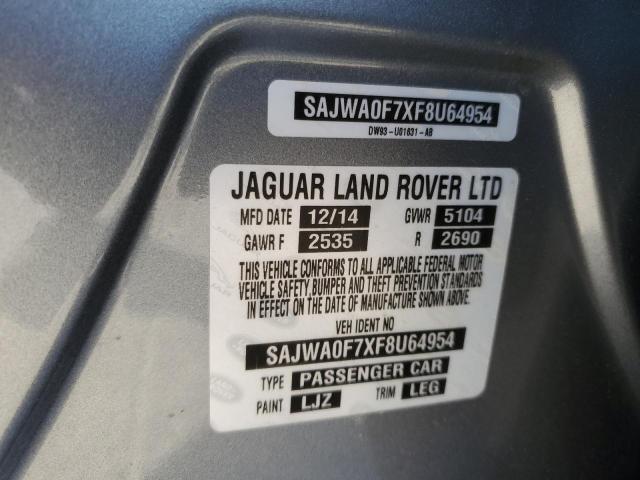 SAJWA0F7XF8U64954
DW93-U01631-AB
JAGUAR LAND ROVER LTD
MFD DATE 12/14 GVWR 5104
GAWR F 2535 R 2690
THIS VEHICLE CONFORMS TO ALL APPLICABLE FEDERAL MOTOR
VEHICLE SAFETY, BUMPER AND THEFT PREVENTION STANDARDS
IN EFFECT ON THE DATE OF MANUFACTURE SHOWN ABOVE.
VEH IDENT NO
SAJWA0F7XF8U64954
TYPE PASSENGER CAR
PAINT LJZ TRIM LEG